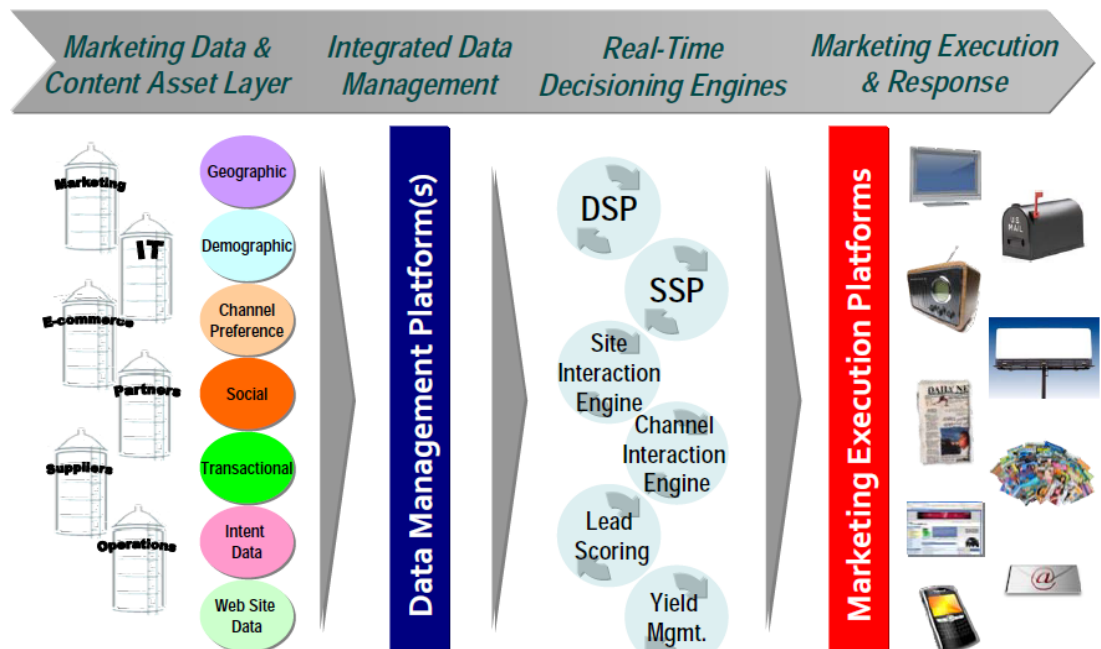 Marketing Data &
Content Asset Layer
Integrated Data
Management
Real-Time
Decisioning Engines
Marketing Execution
& Response
Marketing
IT
E-commerce
Partners
Suppliers
Operations
Geographic
Demographic
Channel
Preference
Social
Transactional
Intent
Data
Web Site
Data
Data Management Platform(s)
DSP
SSP
Site
Interaction
Engine
Channel
Interaction
Engine
Lead
Scoring
Yield
Mgmt.
Marketing Execution Platforms
U.S.
MAIL
DAILY NE
@